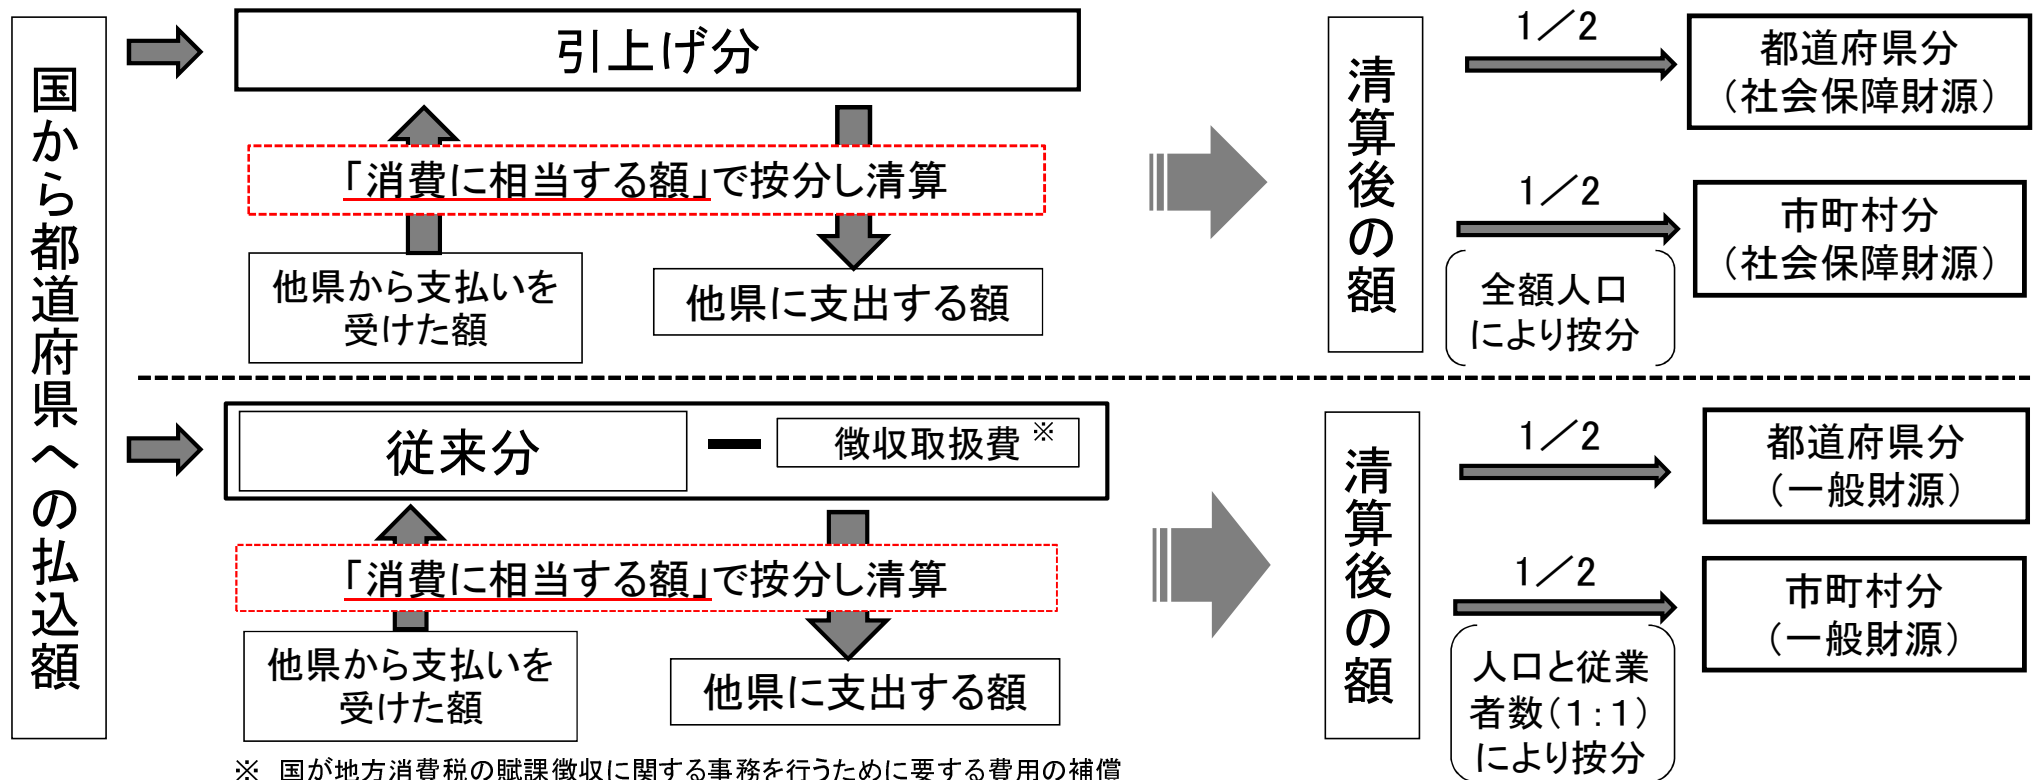 国から都道府県への払込額
引上げ分
「消費に相当する額」で按分し清算
他県から支払いを
受けた額
他県に支出する額
清算後の額
1／2
都道府県分
（社会保障財源）
1／2
全額人口
により按分
市町村分
（社会保障財源）
従来分
ー
徴収取扱費※
「消費に相当する額」で按分し清算
他県から支払いを
受けた額
他県に支出する額
清算後の額
1／2
都道府県分
（一般財源）
1／2
人口と従業
者数（1：1）
により按分
市町村分
（一般財源）
※　国が地方消費税の賦課徴収に関する事務を行うために要する費用の補償